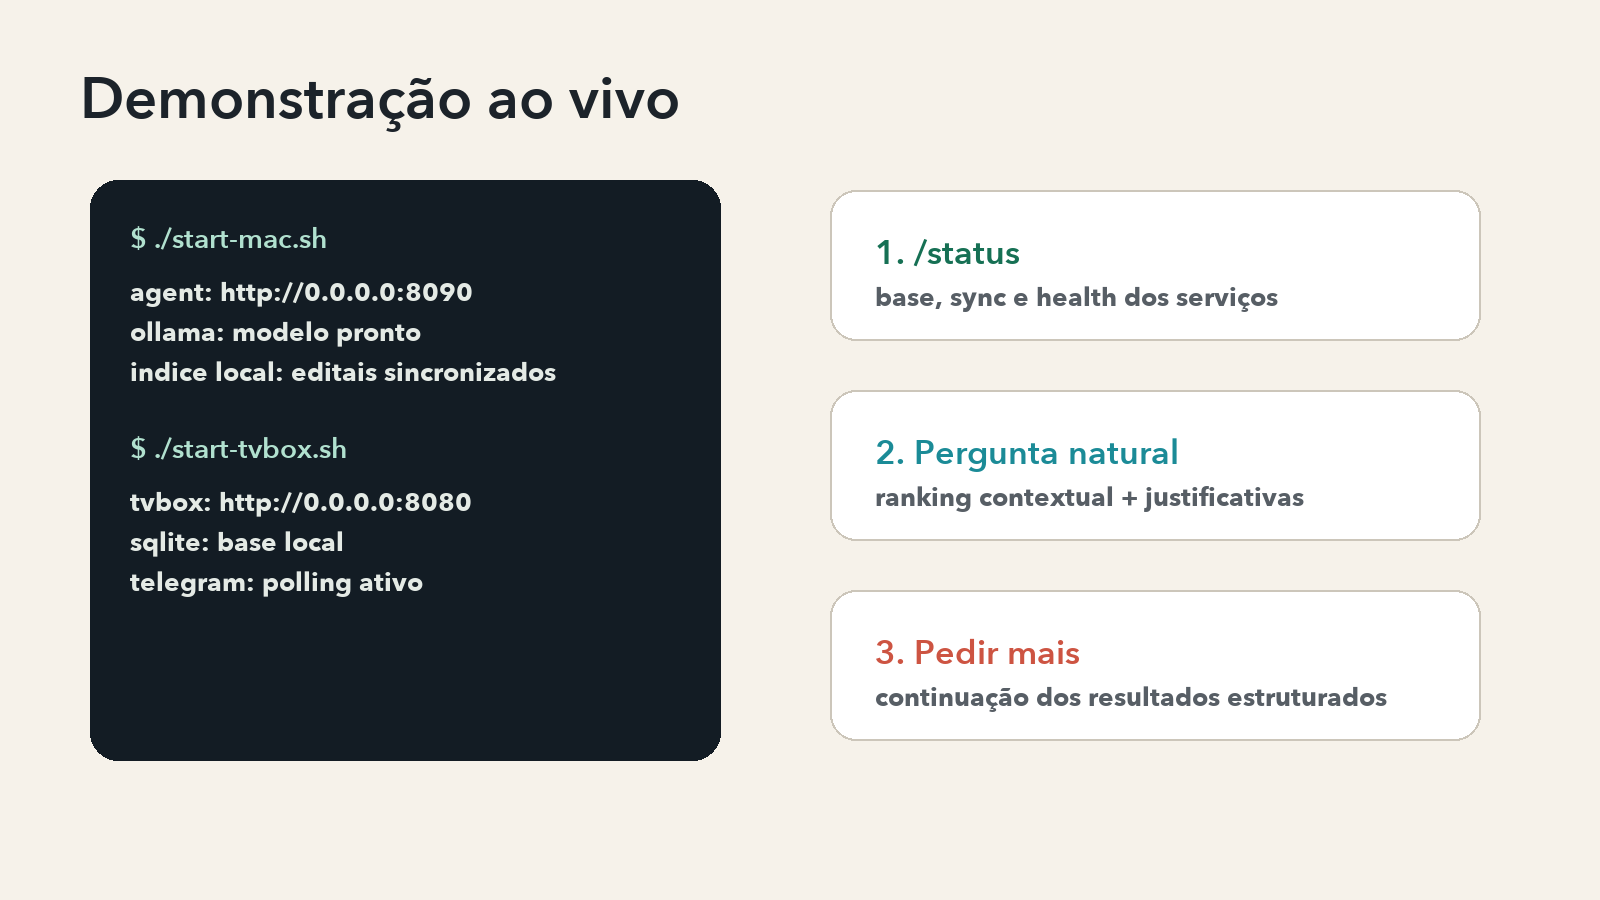 Demonstração ao vivo
$ ./start-mac.sh
agent: http://0.0.0.0:8090
ollama: modelo pronto
indice local: editais sincronizados
$ ./start-tvbox.sh
tvbox: http://0.0.0.0:8080
sqlite: base local
telegram: polling ativo
1. /status
base, sync e health dos serviços
2. Pergunta natural
ranking contextual + justificativas
3. Pedir mais
continuação dos resultados estruturados